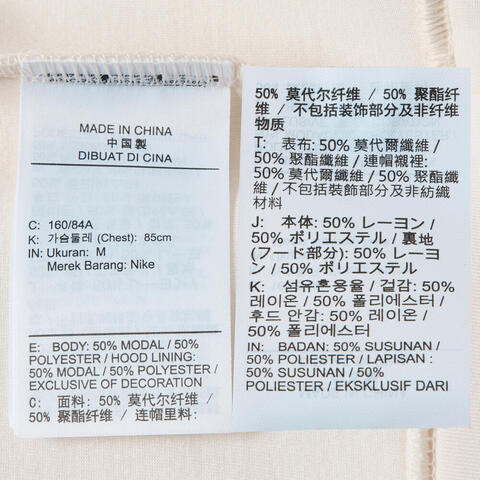 MADE IN CHINA
中国製
DIBUAT DI CINA
C: 160/84A
K: 가슴둘레 (Chest): 85cm
IN: Ukuran: M
Merek Barang: Nike
E: BODY: 50% MODAL / 50%
POLYESTER / HOOD LINING:
50% MODAL / 50% POLYESTER /
EXCLUSIVE OF DECORATION
C: 面料: 50% 莫代尔纤维 /
50% 聚酯纤维 / 连帽里料:
50% 莫代尔纤维 / 50% 聚酯纤
维 / 不包括装饰部分及非纤维
物质
T: 表布: 50% 莫代爾纖維 /
50% 聚酯纖維 / 連帽襯裡:
50% 莫代爾纖維 / 50% 聚酯纖
維 / 不包括裝飾部分及非紡織
材料
J: 本体: 50% レーヨン /
50% ポリエステル / 裏地
(フード部分): 50% レーヨ
ン / 50% ポリエステル
K: 섬유혼용율 / 겉감: 50%
레이온 / 50% 폴리에스터 /
후드 안감: 50% 레이온 /
50% 폴리에스터
IN: BADAN: 50% SUSUNAN /
50% POLIESTER / LAPISAN :
50% SUSUNAN / 50%
POLIESTER / EKSKLUSIF DARI